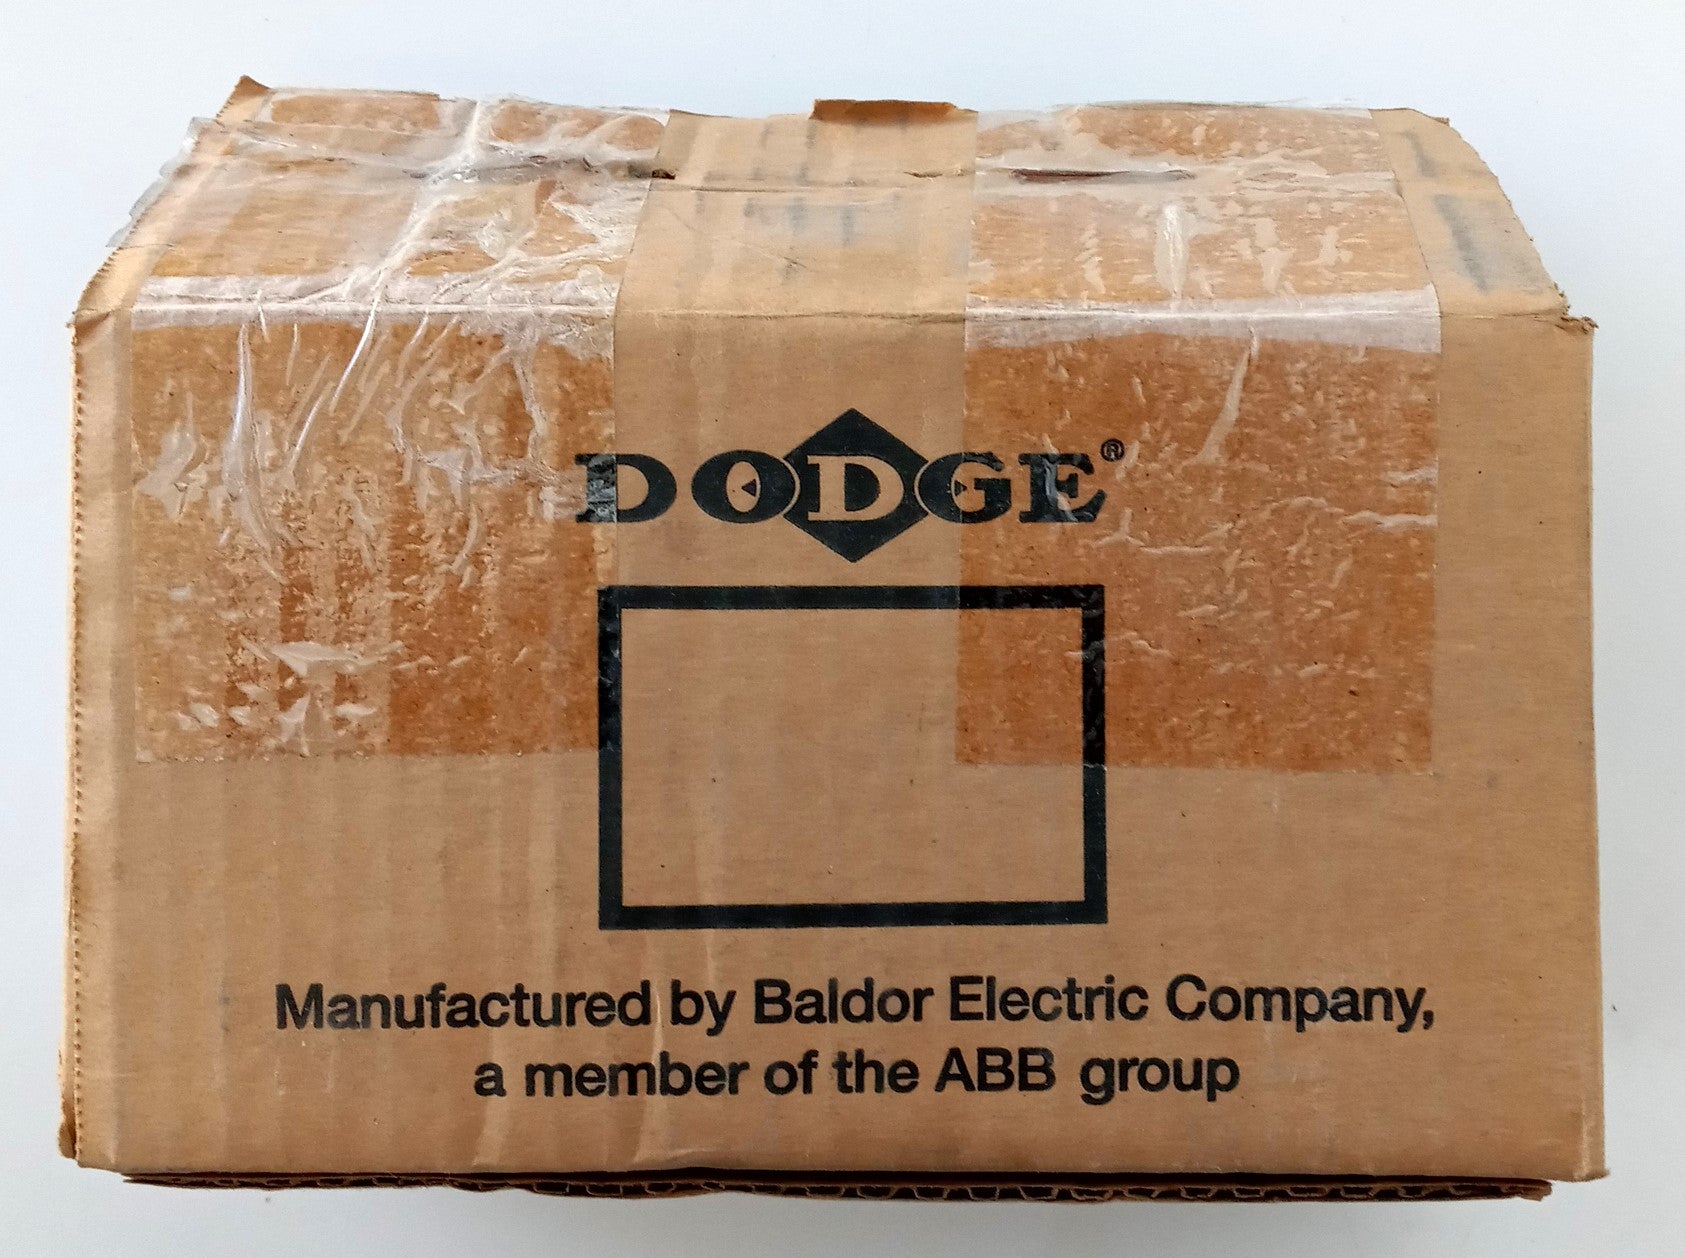 DODGE®
Manufactured by Baldor Electric Company,
a member of the ABB group